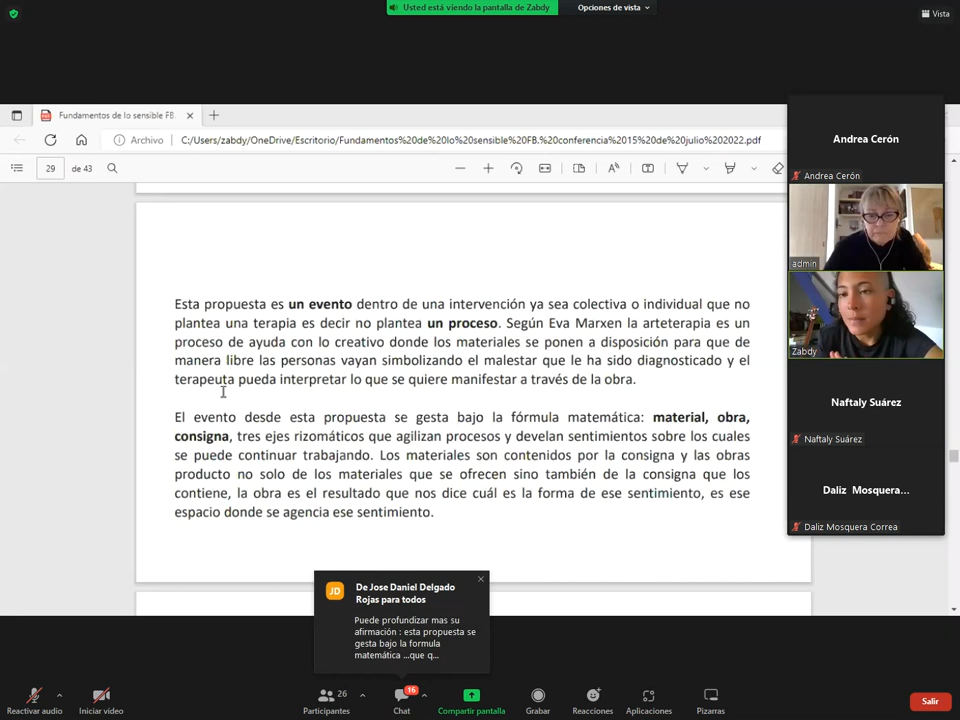 Usted está viendo la pantalla de Zabdy
Opciones de vista
Vista
Fundamentos de lo sensible FB.
Archivo
C:/Users/zabdy/OneDrive/Escritorio/Fundamentos%20de%20lo%20sensible%20FB.%20conferencia%2015%20de%20julio%202022.pdf
29
de 43
Esta propuesta es un evento dentro de una intervención ya sea colectiva o individual que no
plantea una terapia es decir no plantea un proceso. Según Eva Marxen la arteterapia es un
proceso de ayuda con lo creativo donde los materiales se ponen a disposición para que de
manera libre las personas vayan simbolizando el malestar que le ha sido diagnosticado y el
terapeuta pueda interpretar lo que se quiere manifestar a través de la obra.
El evento desde esta propuesta se gesta bajo la fórmula matemática: material, obra,
consigna, tres ejes rizomáticos que agilizan procesos y develan sentimientos sobre los cuales
se puede continuar trabajando. Los materiales son contenidos por la consigna y las obras
producto no solo de los materiales que se ofrecen sino también de la consigna que los
contiene, la obra es el resultado que nos dice cuál es la forma de ese sentimiento, es ese
espacio donde se agencia ese sentimiento.
Andrea Cerón
Andrea Cerón
admin
Zabdy
Naftaly Suárez
Naftaly Suárez
Daliz Mosquera...
Daliz Mosquera Correa
JD
De Jose Daniel Delgado
Rojas para todos
Puede profundizar mas su
afirmación : esta propuesta se
gesta bajo la formula
matemática ...que q...
Reactivar audio
Iniciar video
26
Participantes
16
Chat
Compartir pantalla
Grabar
Reacciones
Aplicaciones
Pizarras
Salir